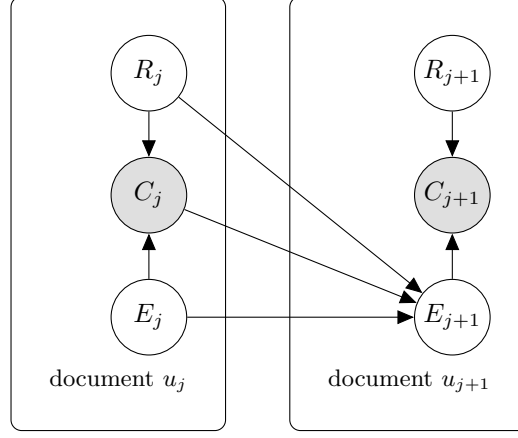 R_j
R_{j+1}
C_j
C_{j+1}
E_j
E_{j+1}
document u_j
document u_{j+1}